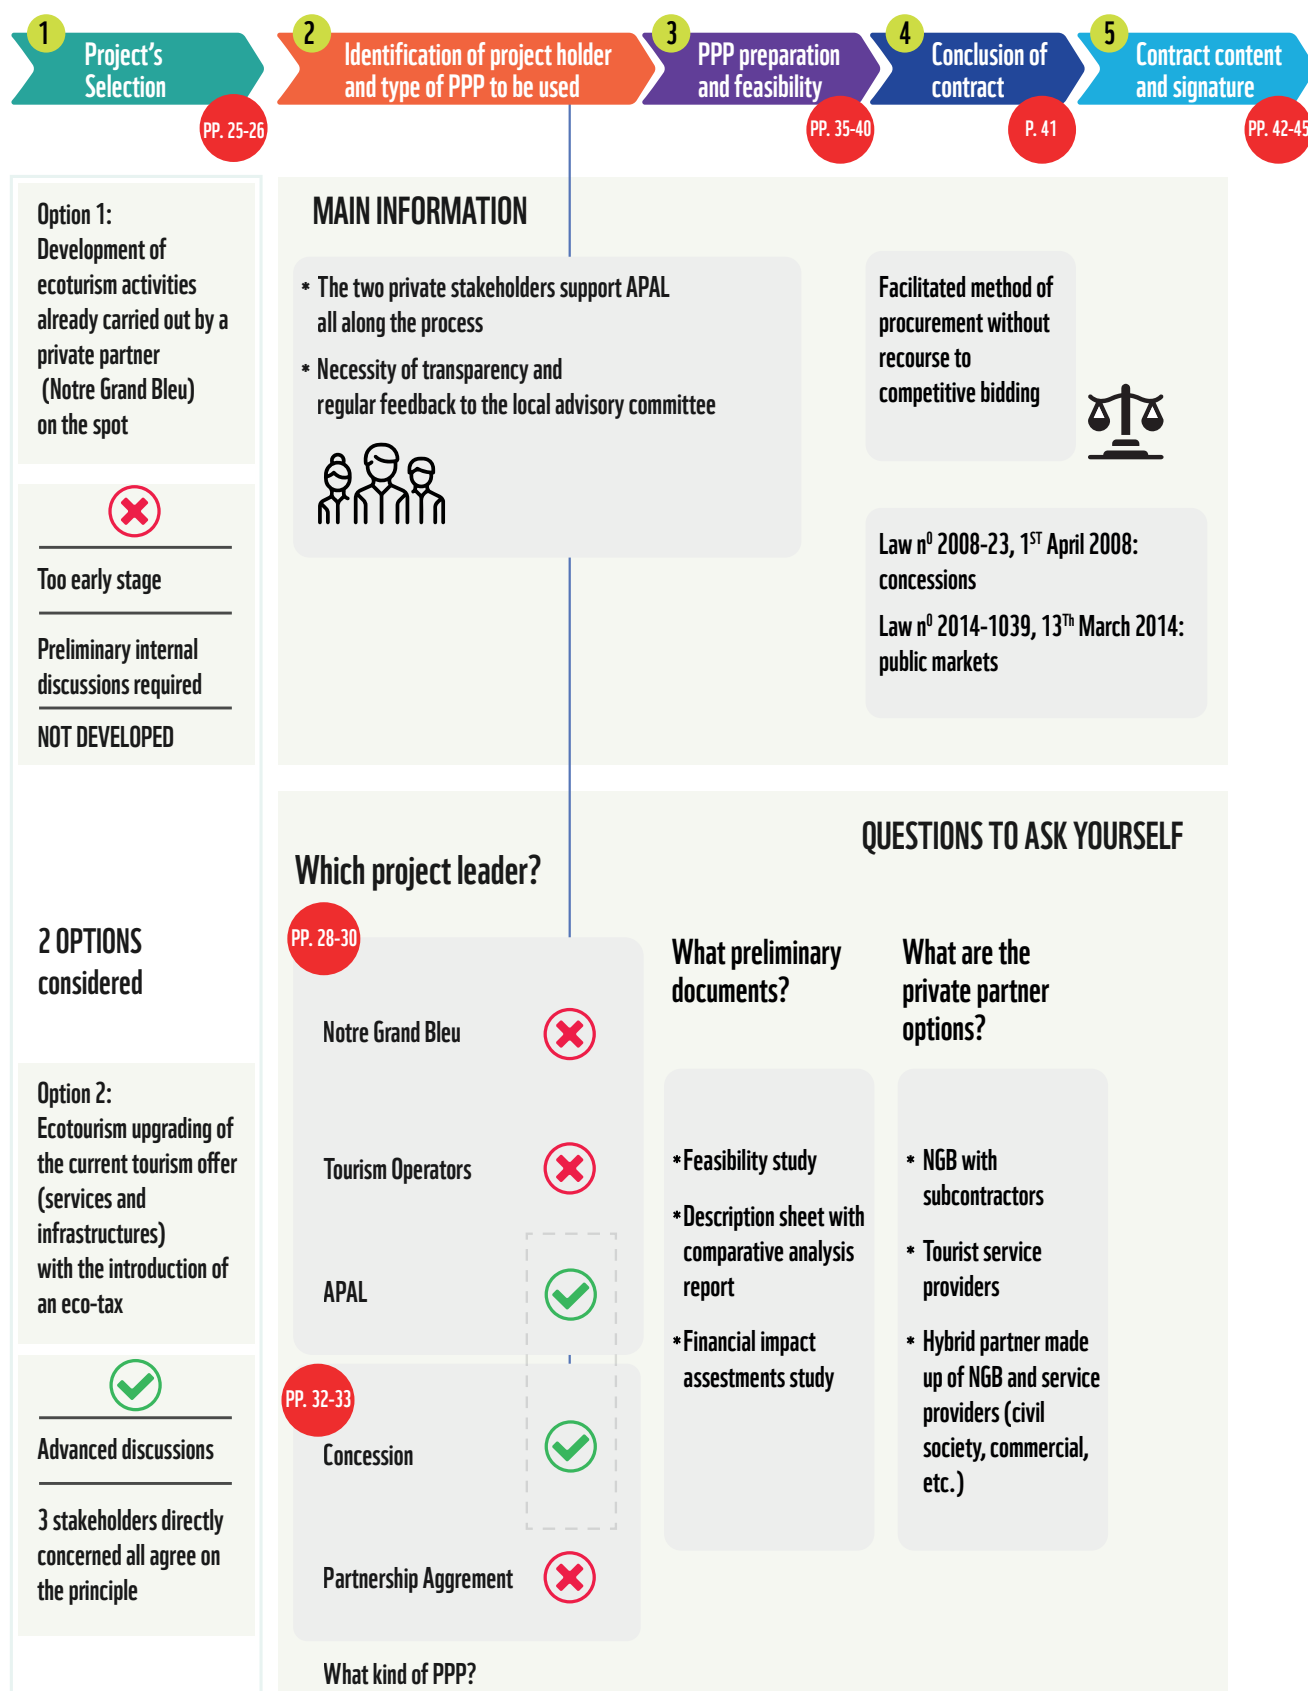 1
Project's
Selection
PP. 25-26
2
Identification of project holder
and type of PPP to be used
3
PPP preparation
and feasibility
PP. 35-40
4
Conclusion of
contract
P. 41
5
Contract content
and signature
PP. 42-45
Option 1:
Development of
ecoturism activities
already carried out by a
private partner
(Notre Grand Bleu)
on the spot
Too early stage
Preliminary internal
discussions required
NOT DEVELOPED
2 OPTIONS
considered
Option 2:
Ecotourism upgrading of
the current tourism offer
(services and
infrastructures)
with the introduction of
an eco-tax
Advanced discussions
3 stakeholders directly
concerned all agree on
the principle
MAIN INFORMATION
* The two private stakeholders support APAL
all along the process
* Necessity of transparency and
regular feedback to the local advisory committee
Facilitated method of
procurement without
recourse to
competitive bidding
Law n⁰ 2008-23, 1ST April 2008:
concessions
Law n⁰ 2014-1039, 13Th March 2014:
public markets
QUESTIONS TO ASK YOURSELF
Which project leader?
PP. 28-30
Notre Grand Bleu
Tourism Operators
APAL
PP. 32-33
Concession
Partnership Aggrement
What kind of PPP?
What preliminary
documents?
*Feasibility study
*Description sheet with
comparative analysis
report
*Financial impact
assestments study
What are the
private partner
options?
* NGB with
subcontractors
* Tourist service
providers
* Hybrid partner made
up of NGB and service
providers (civil
society, commercial,
etc.)